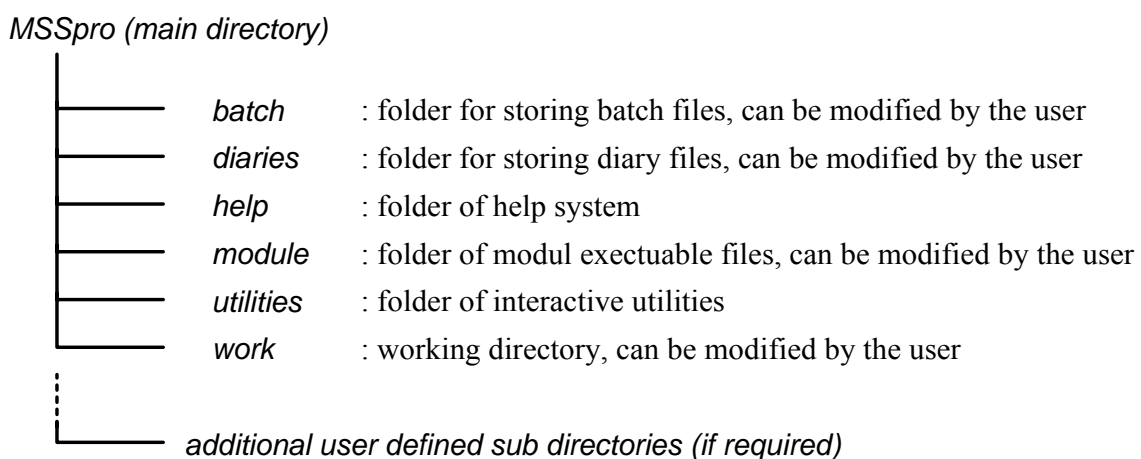 MSSpro (main directory)
batch : folder for storing batch files, can be modified by the user
diaries : folder for storing diary files, can be modified by the user
help : folder of help system
module : folder of modul exectuable files, can be modified by the user
utilities : folder of interactive utilities
work : working directory, can be modified by the user
additional user defined sub directories (if required)